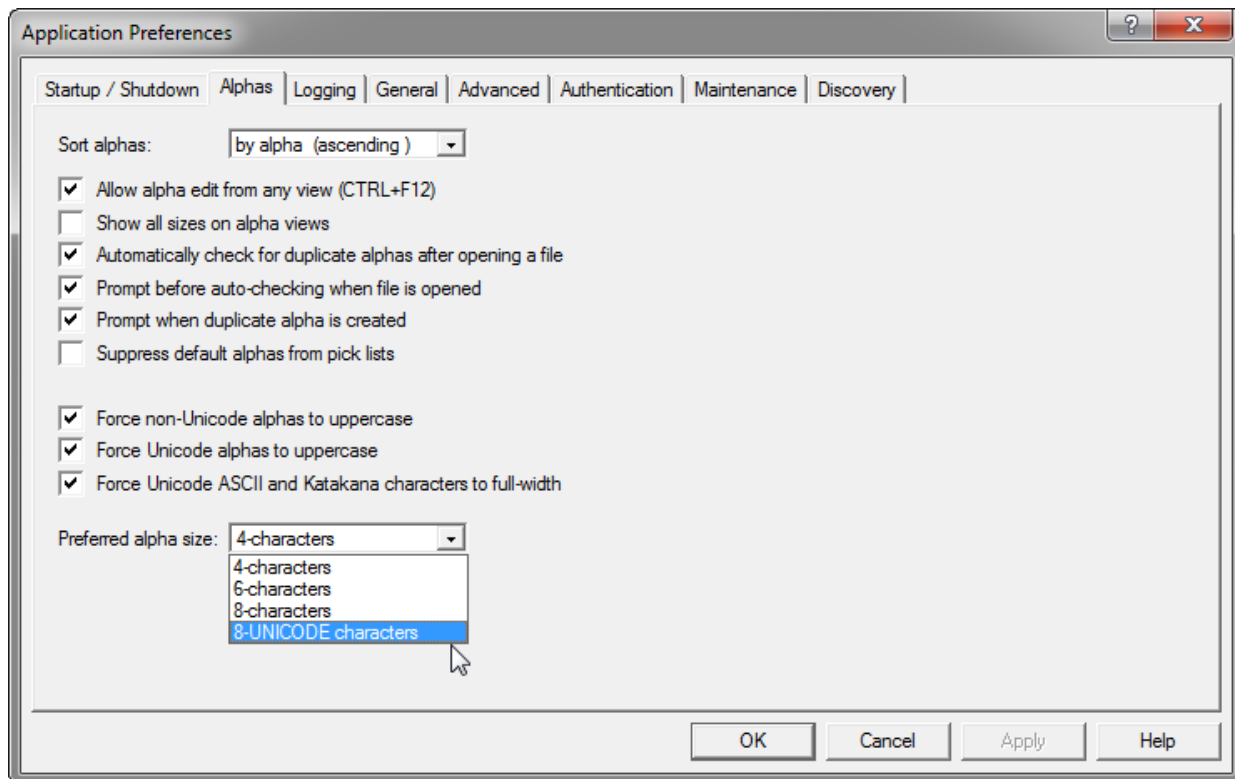 Application Preferences
?
X
Startup / Shutdown Alphas Logging General Advanced Authentication Maintenance Discovery
Sort alphas: by alpha (ascending )
Allow alpha edit from any view (CTRL+F12)
Show all sizes on alpha views
Automatically check for duplicate alphas after opening a file
Prompt before auto-checking when file is opened
Prompt when duplicate alpha is created
Suppress default alphas from pick lists
Force non-Unicode alphas to uppercase
Force Unicode alphas to uppercase
Force Unicode ASCII and Katakana characters to full-width
Preferred alpha size: 4-characters
4-characters
6-characters
8-characters
8-UNICODE characters
OK Cancel Apply Help